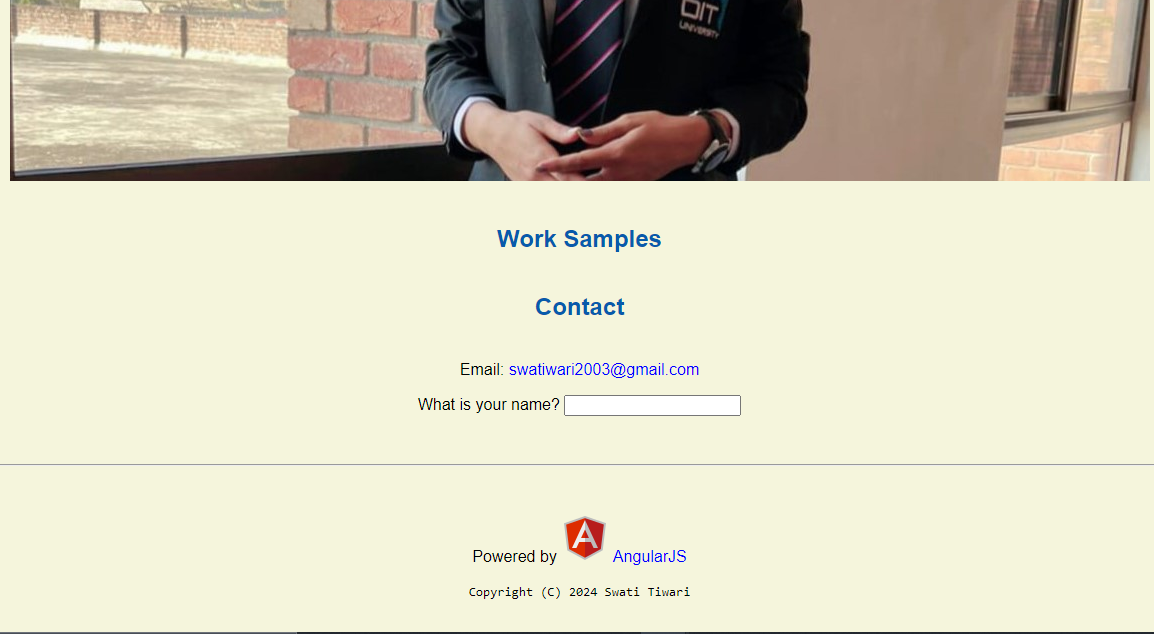 DIT
UNIVERSITY
Work Samples
Contact
Email: swatiwari2003@gmail.com
What is your name?
Powered by A AngularJS
Copyright (C) 2024 Swati Tiwari